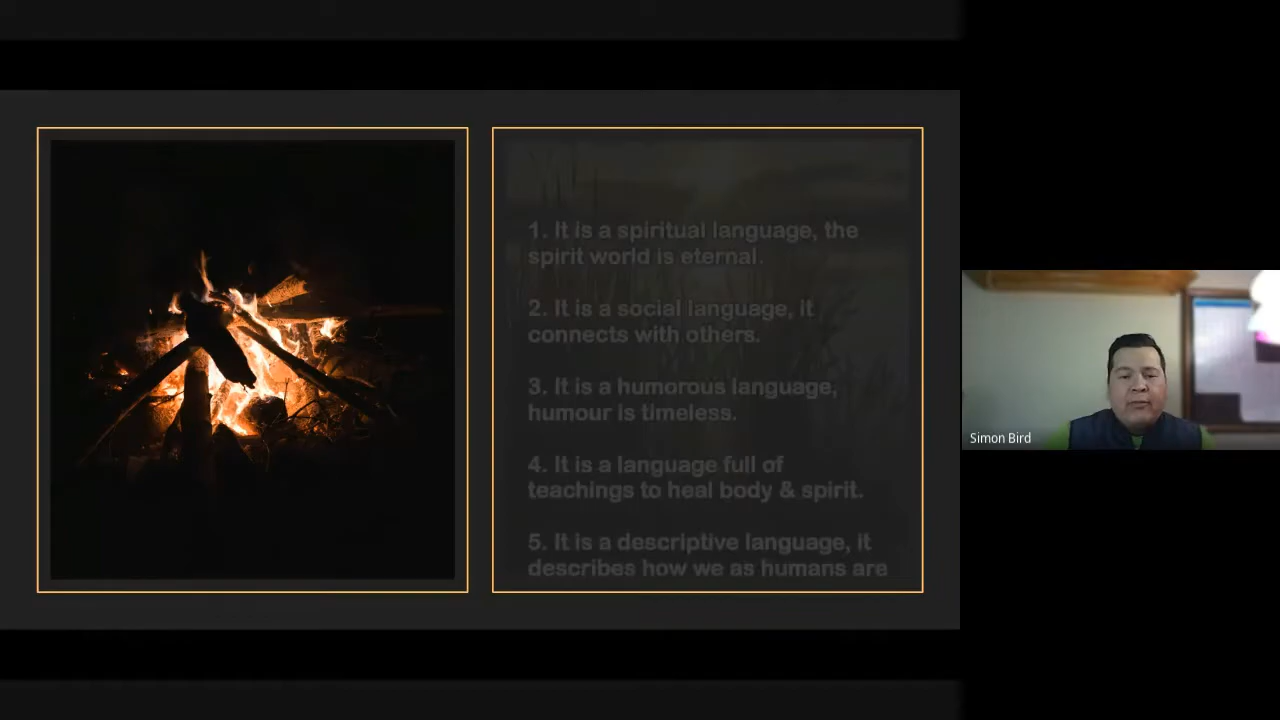 1. It is a spiritual language, the
spirit world is eternal.
2. It is a social language, it
connects with others.
3. It is a humorous language,
humour is timeless.
4. It is a language full of
teachings to heal body & spirit.
5. It is a descriptive language, it
describes how we as humans are
Simon Bird